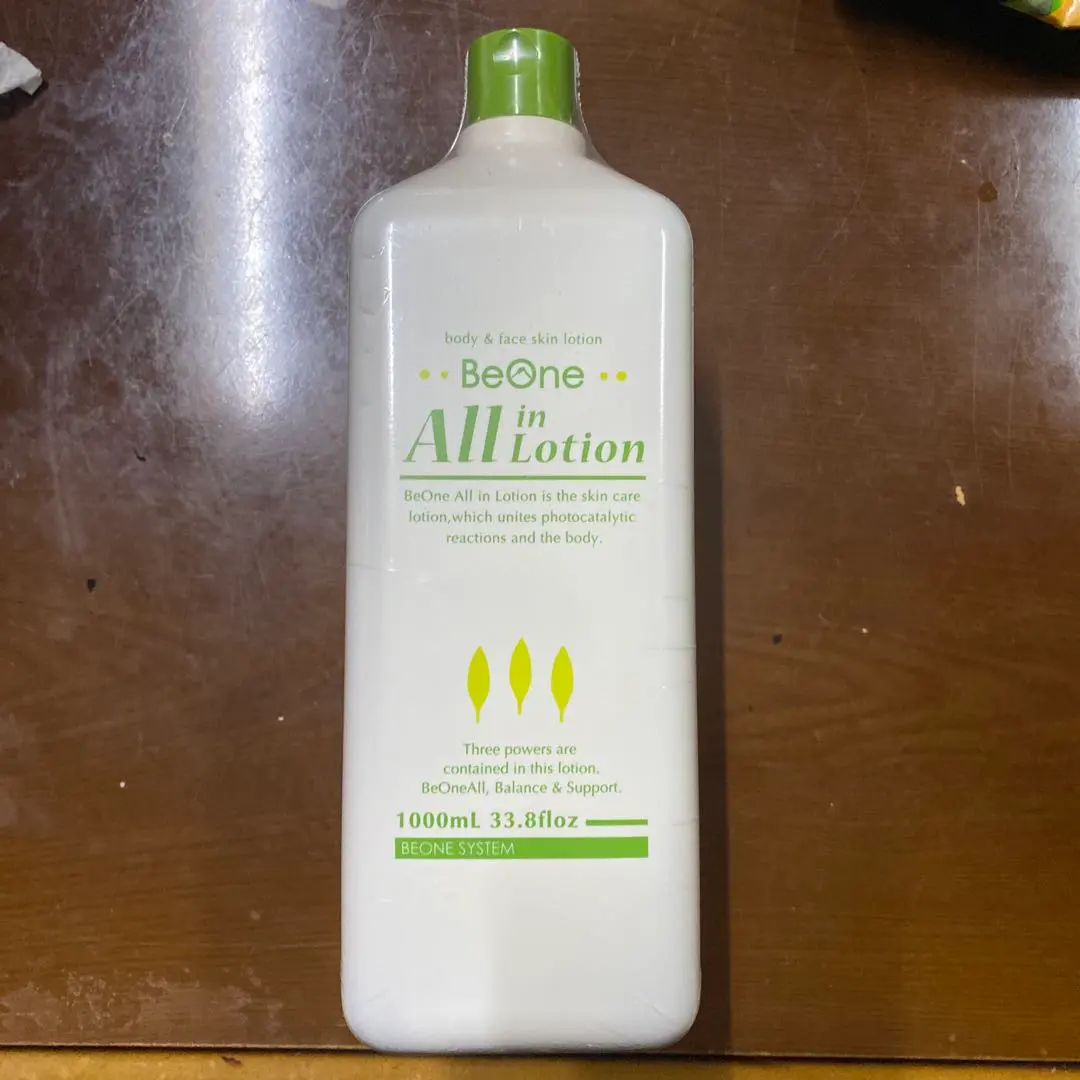 body & face skin lotion
BeOne
All in Lotion
BeOne All in Lotion is the skin care
lotion,which unites photocatalytic
reactions and the body.
Three powers are
contained in this lotion.
BeOneAll, Balance & Support.
1000mL 33.8floz
BEONE SYSTEM